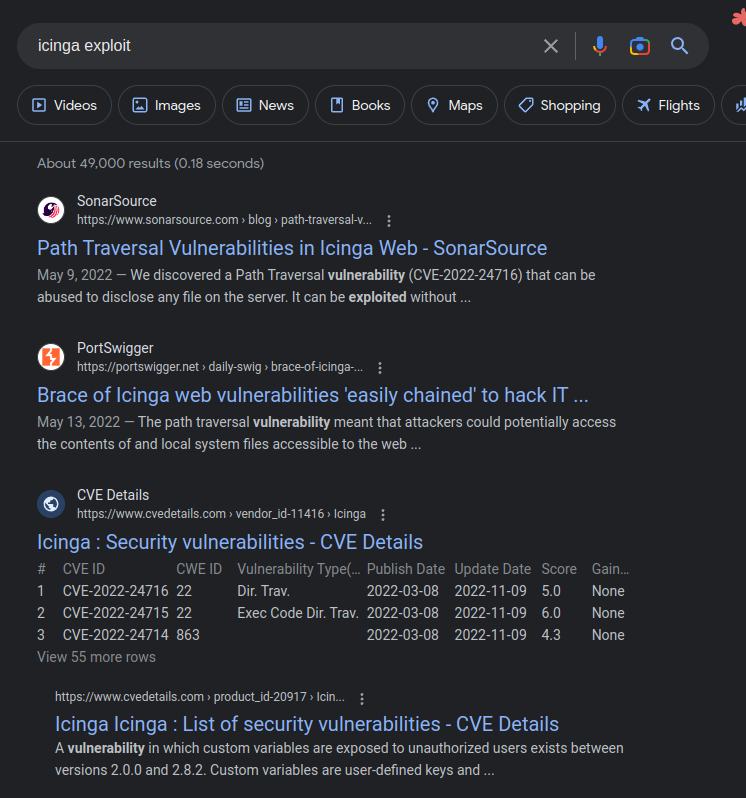 icinga exploit
Videos Images News Books Maps Shopping Flights
About 49,000 results (0.18 seconds)
SonarSource
https://www.sonarsource.com › blog › path-traversal-v...
Path Traversal Vulnerabilities in Icinga Web - SonarSource
May 9, 2022 — We discovered a Path Traversal vulnerability (CVE-2022-24716) that can be
abused to disclose any file on the server. It can be exploited without ...
PortSwigger
https://portswigger.net › daily-swig › brace-of-icinga-...
Brace of Icinga web vulnerabilities 'easily chained' to hack IT ...
May 13, 2022 — The path traversal vulnerability meant that attackers could potentially access
the contents of and local system files accessible to the web ...
CVE Details
https://www.cvedetails.com › vendor_id-11416 › Icinga
Icinga : Security vulnerabilities - CVE Details
# CVE ID CWE ID Vulnerability Type(... Publish Date Update Date Score Gain...
1 CVE-2022-24716 22 Dir. Trav. 2022-03-08 2022-11-09 5.0 None
2 CVE-2022-24715 22 Exec Code Dir. Trav. 2022-03-08 2022-11-09 6.0 None
3 CVE-2022-24714 863 2022-03-08 2022-11-09 4.3 None
View 55 more rows
https://www.cvedetails.com › product_id-20917 › Icin...
Icinga Icinga : List of security vulnerabilities - CVE Details
A vulnerability in which custom variables are exposed to unauthorized users exists between
versions 2.0.0 and 2.8.2. Custom variables are user-defined keys and ...